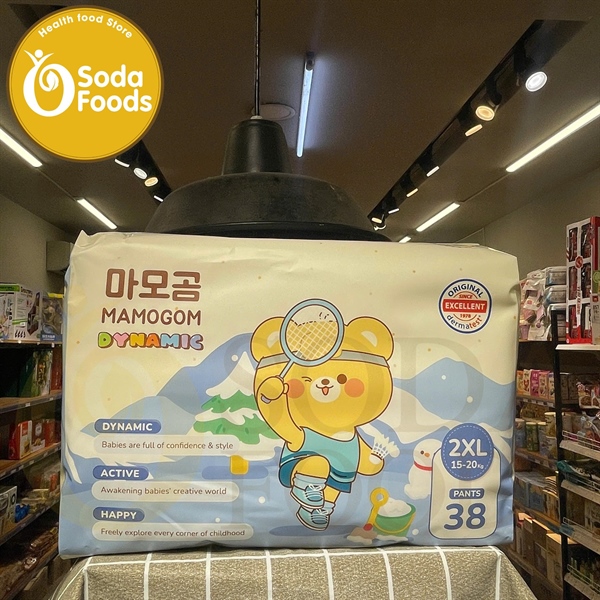 Health food Store
Soda
Foods
마모곰
MAMOGOM
DYNAMIC
ORIGINAL
SINCE
EXCELLENT
1978
dermatest®
DYNAMIC
Babies are full of confidence & style
ACTIVE
Awakening babies' creative world
HAPPY
Freely explore every corner of childhood
2XL
15-20kg
PANTS
38
SOD